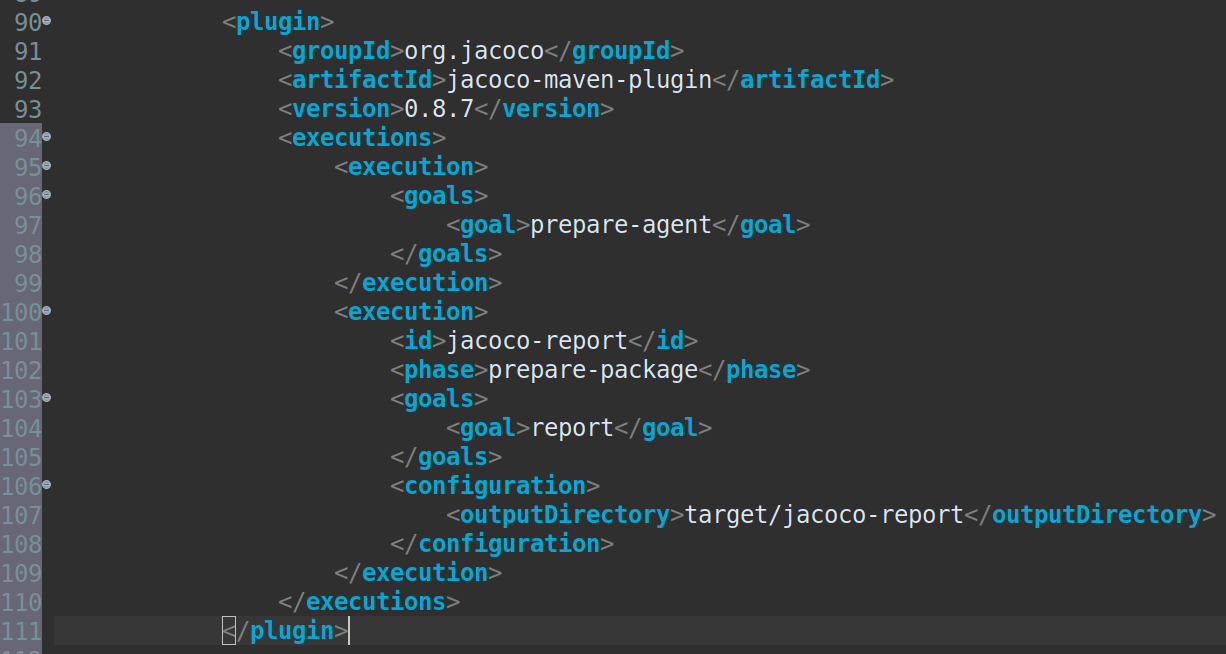 90 <plugin>
91 <groupId>org.jacoco</groupId>
92 <artifactId>jacoco-maven-plugin</artifactId>
93 <version>0.8.7</version>
94 <executions>
95 <execution>
96 <goals>
97 <goal>prepare-agent</goal>
98 </goals>
99 </execution>
100 <execution>
101 <id>jacoco-report</id>
102 <phase>prepare-package</phase>
103 <goals>
104 <goal>report</goal>
105 </goals>
106 <configuration>
107 <outputDirectory>target/jacoco-report</outputDirectory>
108 </configuration>
109 </execution>
110 </executions>
111 </plugin>